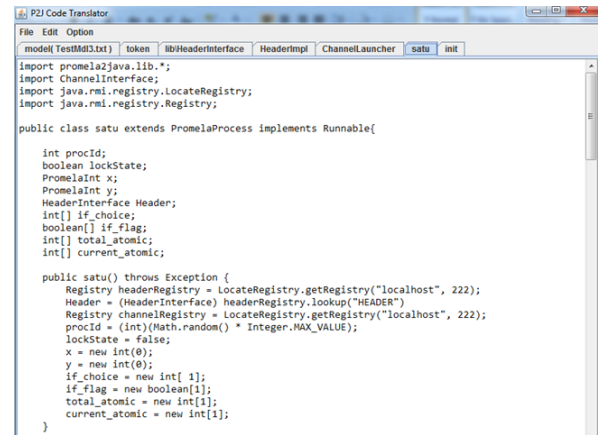 P2J Code Translator
File Edit Option
model( TestMdl3.txt ) token lib\HeaderInterface HeaderImpl ChannelLauncher satu init
import promela2java.lib.*;
import ChannelInterface;
import java.rmi.registry.LocateRegistry;
import java.rmi.registry.Registry;
public class satu extends PromelaProcess implements Runnable{
int procId;
boolean lockState;
PromelaInt x;
PromelaInt y;
HeaderInterface Header;
int[] if_choice;
boolean[] if_flag;
int[] total_atomic;
int[] current_atomic;
public satu() throws Exception {
Registry headerRegistry = LocateRegistry.getRegistry("localhost", 222);
Header = (HeaderInterface) headerRegistry.lookup("HEADER")
Registry channelRegistry = LocateRegistry.getRegistry("localhost", 222);
procId = (int)(Math.random() * Integer.MAX_VALUE);
lockState = false;
x = new int(0);
y = new int(0);
if_choice = new int[ 1];
if_flag = new boolean[1];
total_atomic = new int[1];
current_atomic = new int[1];
}